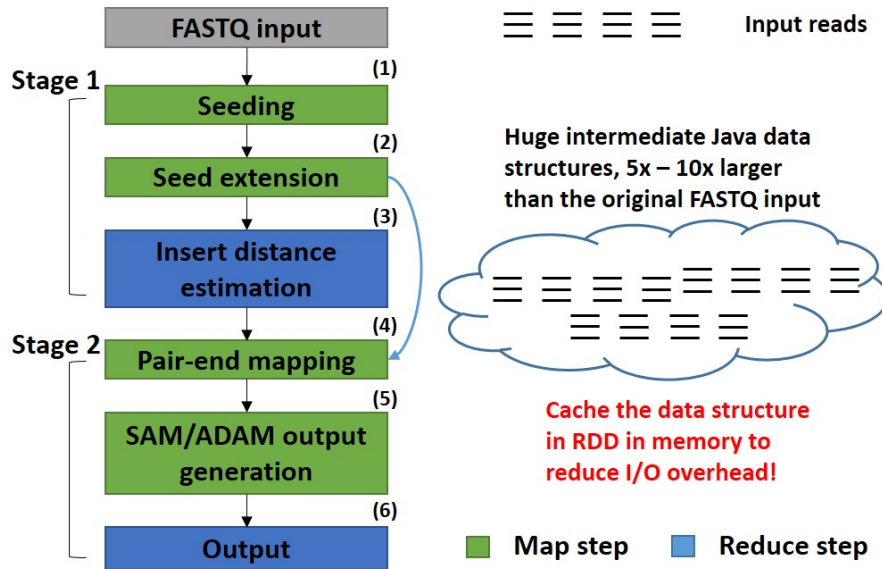 FASTQ input
Input reads
(1)
Stage 1
Seeding
(2)
Seed extension
(3)
Insert distance
estimation
(4)
Stage 2
Pair-end mapping
(5)
SAM/ADAM output
generation
(6)
Output
Huge intermediate Java data
structures, 5x – 10x larger
than the original FASTQ input
Cache the data structure
in RDD in memory to
reduce I/O overhead!
Map step
Reduce step